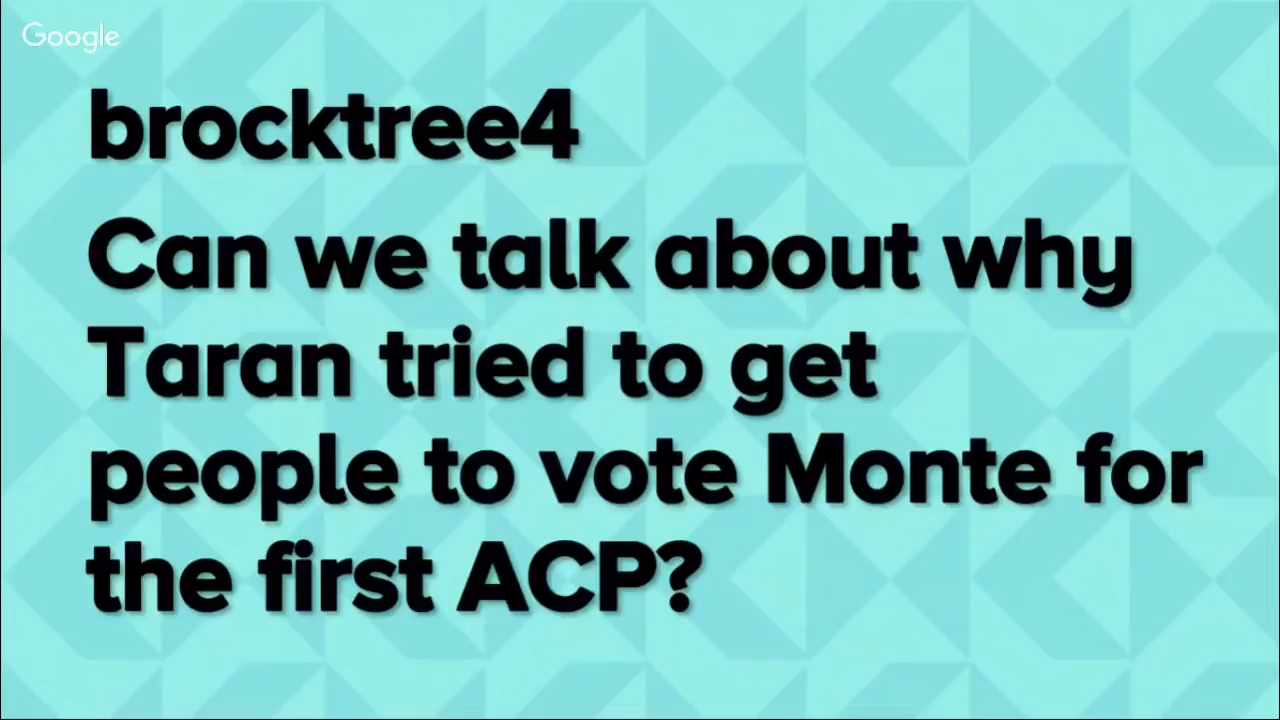 Google
brocktree4
Can we talk about why
Taran tried to get
people to vote Monte for
the first ACP?